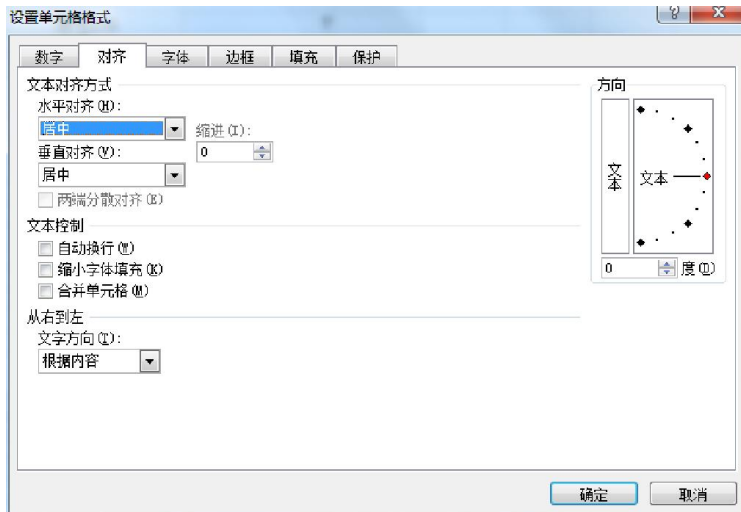 设置单元格格式
数字 对齐 字体 边框 填充 保护
文本对齐方式
水平对齐(H):
居中
缩进(I):
垂直对齐(V):
0
居中
两端分散对齐(E)
文本控制
自动换行(W)
缩小字体填充(K)
合并单元格(M)
从右到左
文字方向(T):
根据内容
方向
文本
文本
0 度(D)
确定 取消